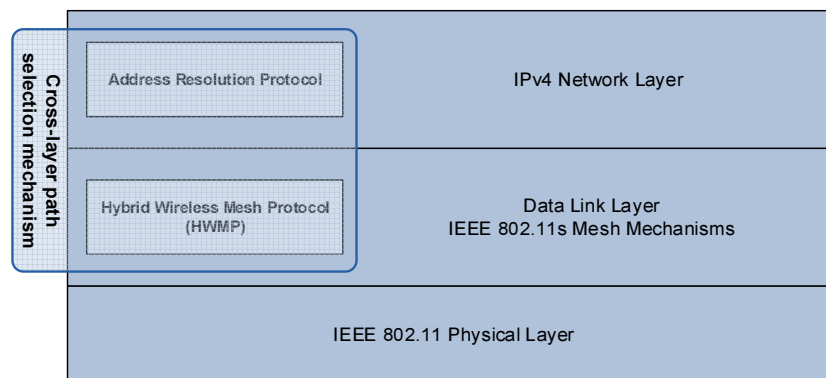 Cross-layer path
selection mechanism
Address Resolution Protocol
IPv4 Network Layer
Hybrid Wireless Mesh Protocol
(HWMP)
Data Link Layer
IEEE 802.11s Mesh Mechanisms
IEEE 802.11 Physical Layer